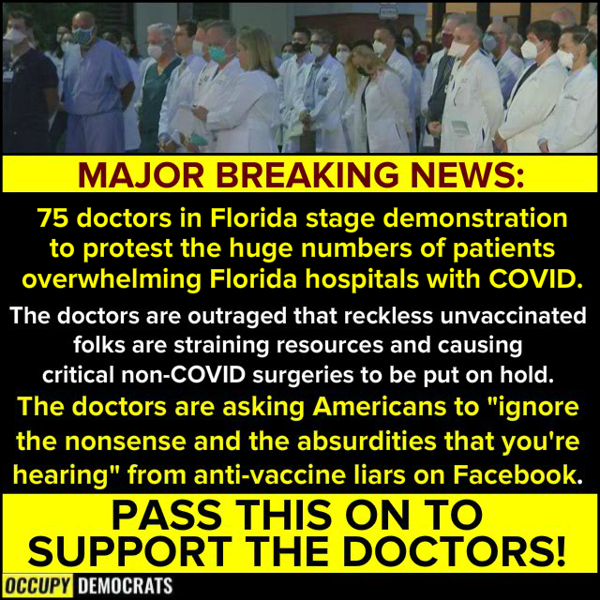 MAJOR BREAKING NEWS:
75 doctors in Florida stage demonstration
to protest the huge numbers of patients
overwhelming Florida hospitals with COVID.
The doctors are outraged that reckless unvaccinated
folks are straining resources and causing
critical non-COVID surgeries to be put on hold.
The doctors are asking Americans to "ignore
the nonsense and the absurdities that you're
hearing" from anti-vaccine liars on Facebook.
PASS THIS ON TO
SUPPORT THE DOCTORS!
OCCUPY DEMOCRATS